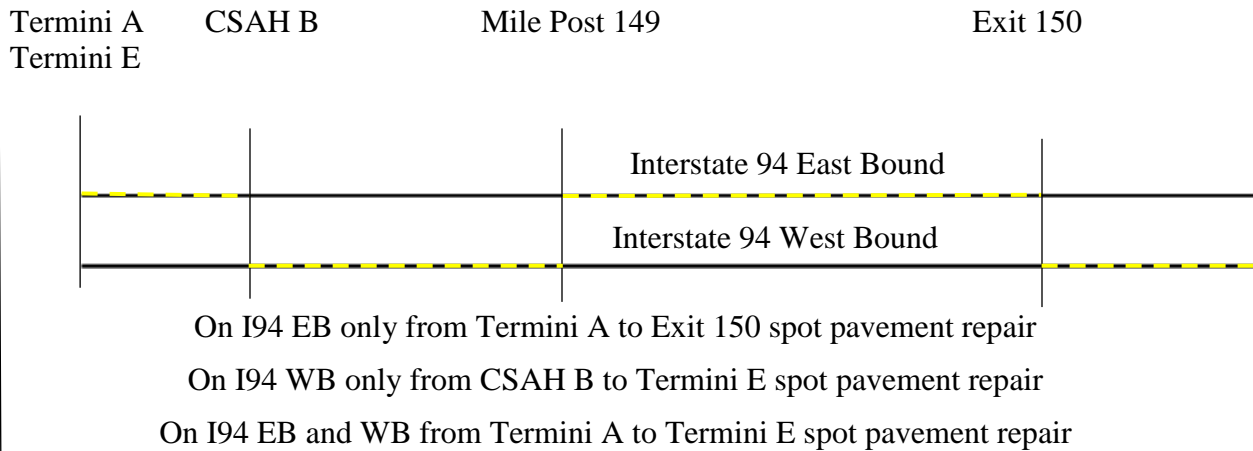 Termini A CSAH B Mile Post 149 Exit 150
Termini E
Interstate 94 East Bound
Interstate 94 West Bound
On I94 EB only from Termini A to Exit 150 spot pavement repair
On I94 WB only from CSAH B to Termini E spot pavement repair
On I94 EB and WB from Termini A to Termini E spot pavement repair